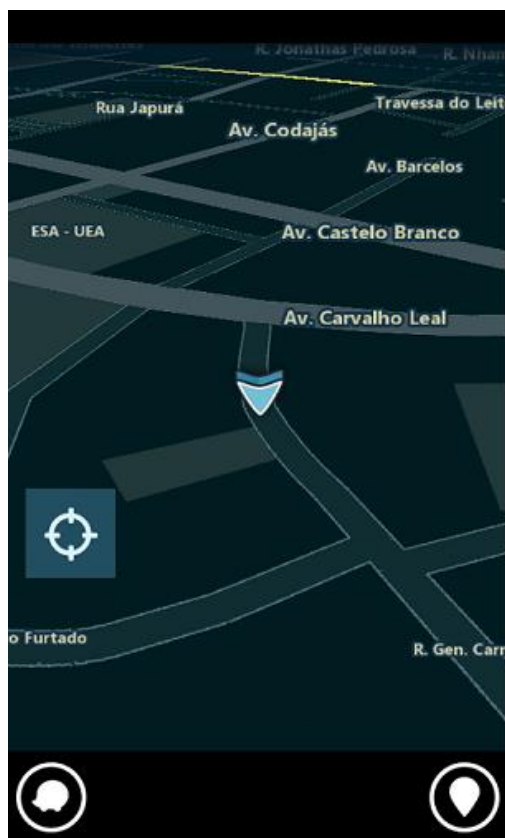 R. Jonathas Pedrosa
R. Nhan
Rua Japurá
Travessa do Leit
Av. Codajás
Av. Barcelos
ESA - UEA
Av. Castelo Branco
Av. Carvalho Leal
o Furtado
R. Gen. Carn